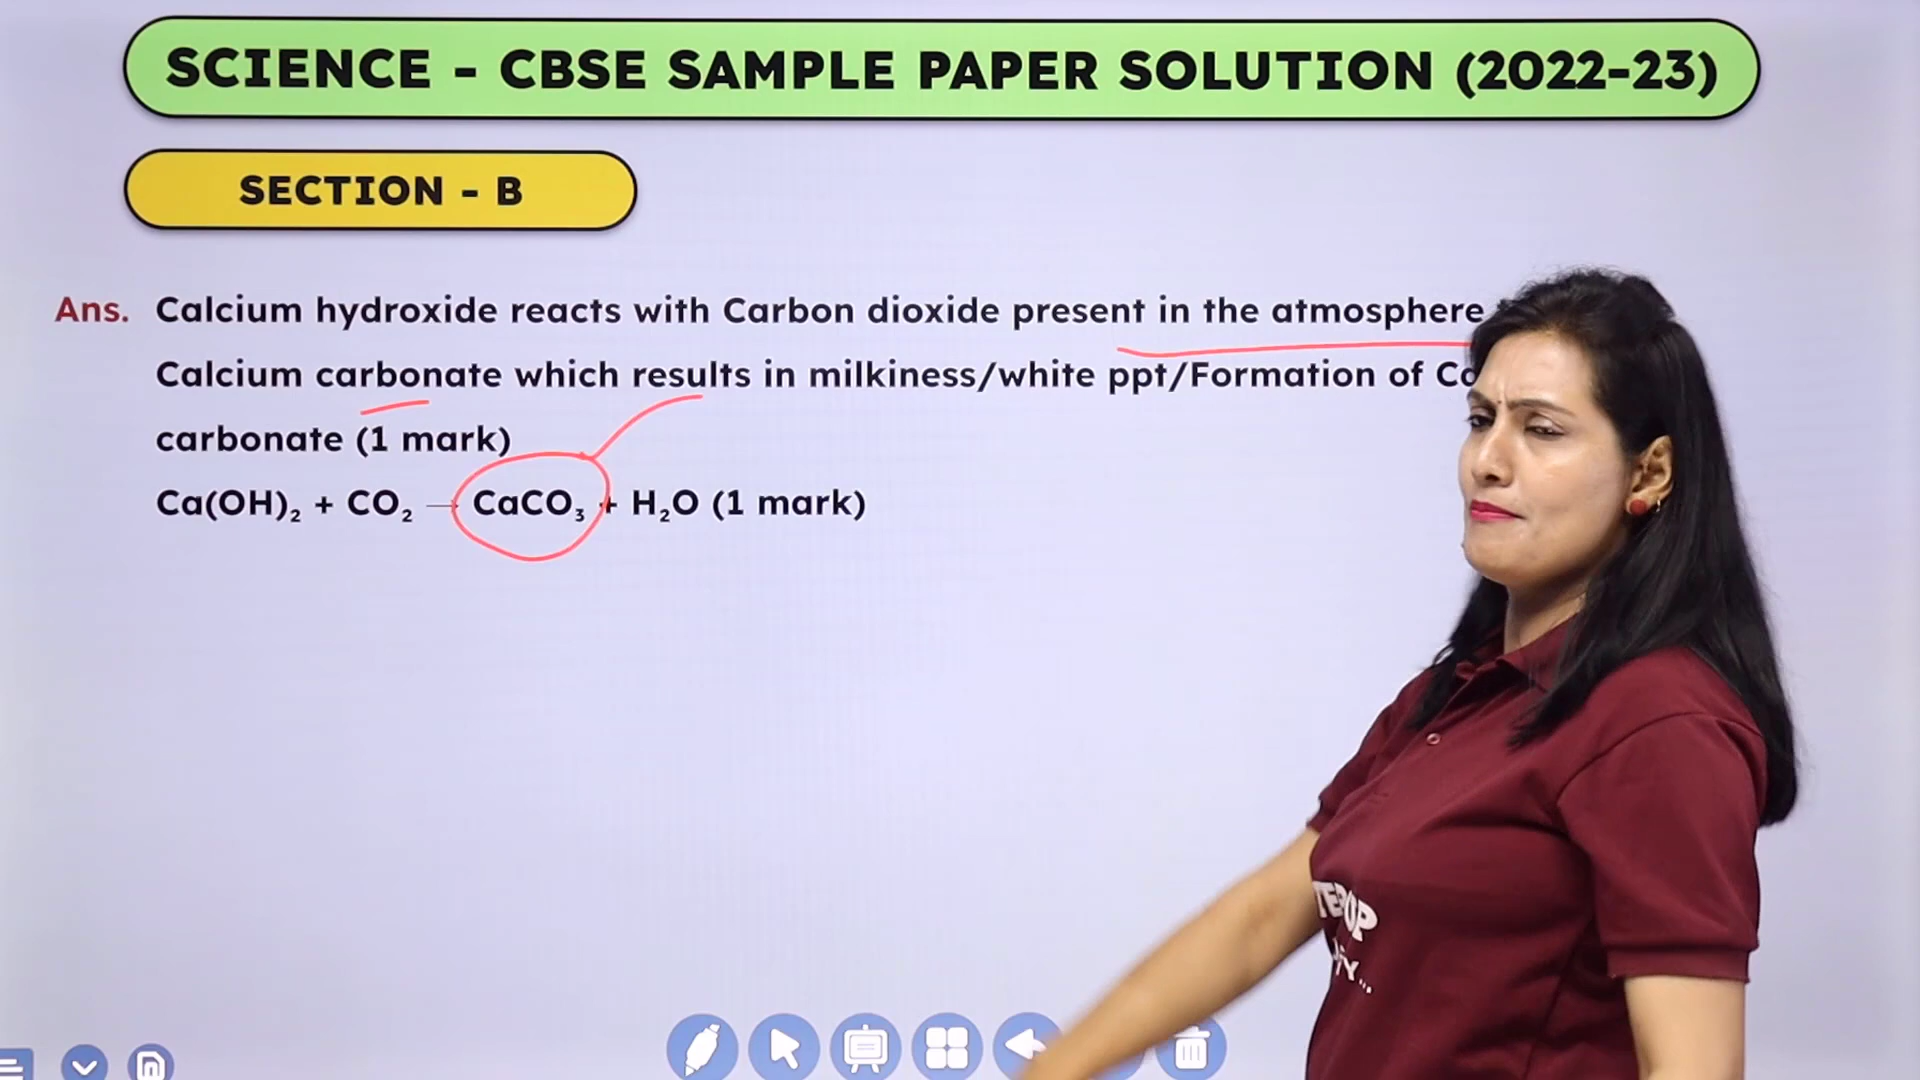 SCIENCE - CBSE SAMPLE PAPER SOLUTION (2022-23)
SECTION - B
Ans. Calcium hydroxide reacts with Carbon dioxide present in the atmosphere
Calcium carbonate which results in milkiness/white ppt/Formation of
carbonate (1 mark)
Ca(OH)₂ + CO₂ → CaCO₃ + H₂O (1 mark)